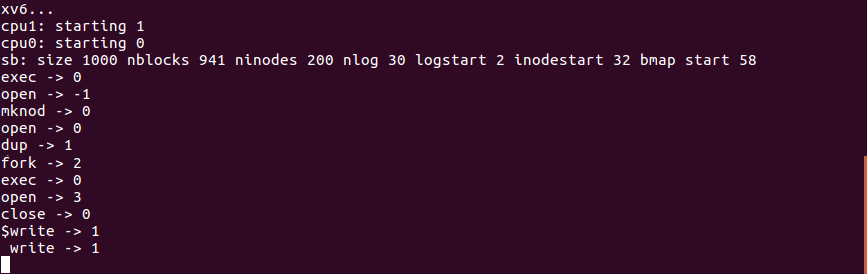 xv6...
cpu1: starting 1
cpu0: starting 0
sb: size 1000 nblocks 941 ninodes 200 nlog 30 logstart 2 inodestart 32 bmap start 58
exec -> 0
open -> -1
mknod -> 0
open -> 0
dup -> 1
fork -> 2
exec -> 0
open -> 3
close -> 0
$write -> 1
 write -> 1